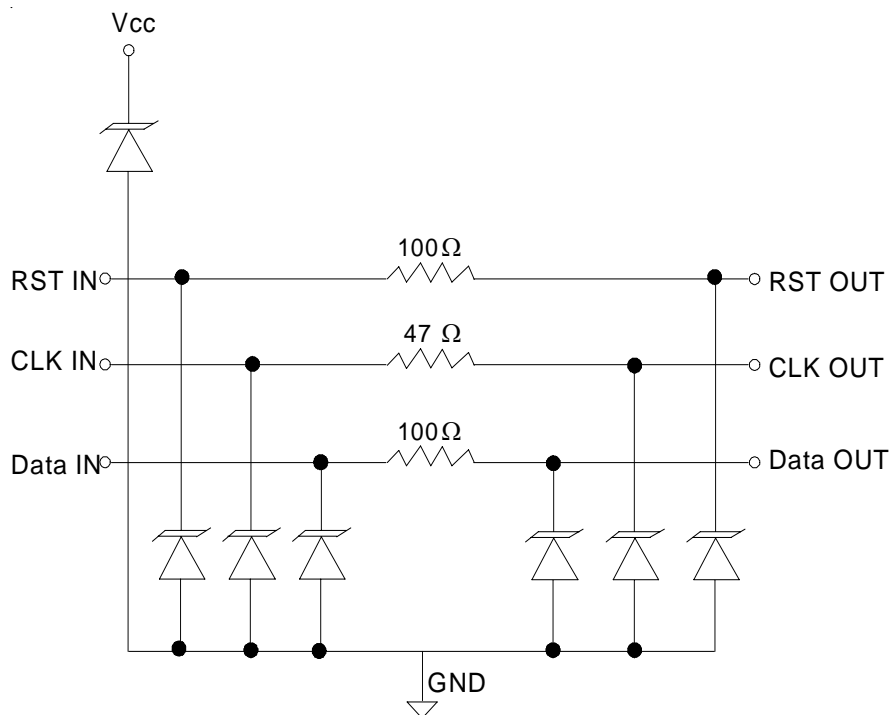 Vcc
100Ω
RST IN
RST OUT
47 Ω
CLK IN
CLK OUT
100Ω
Data IN
Data OUT
GND